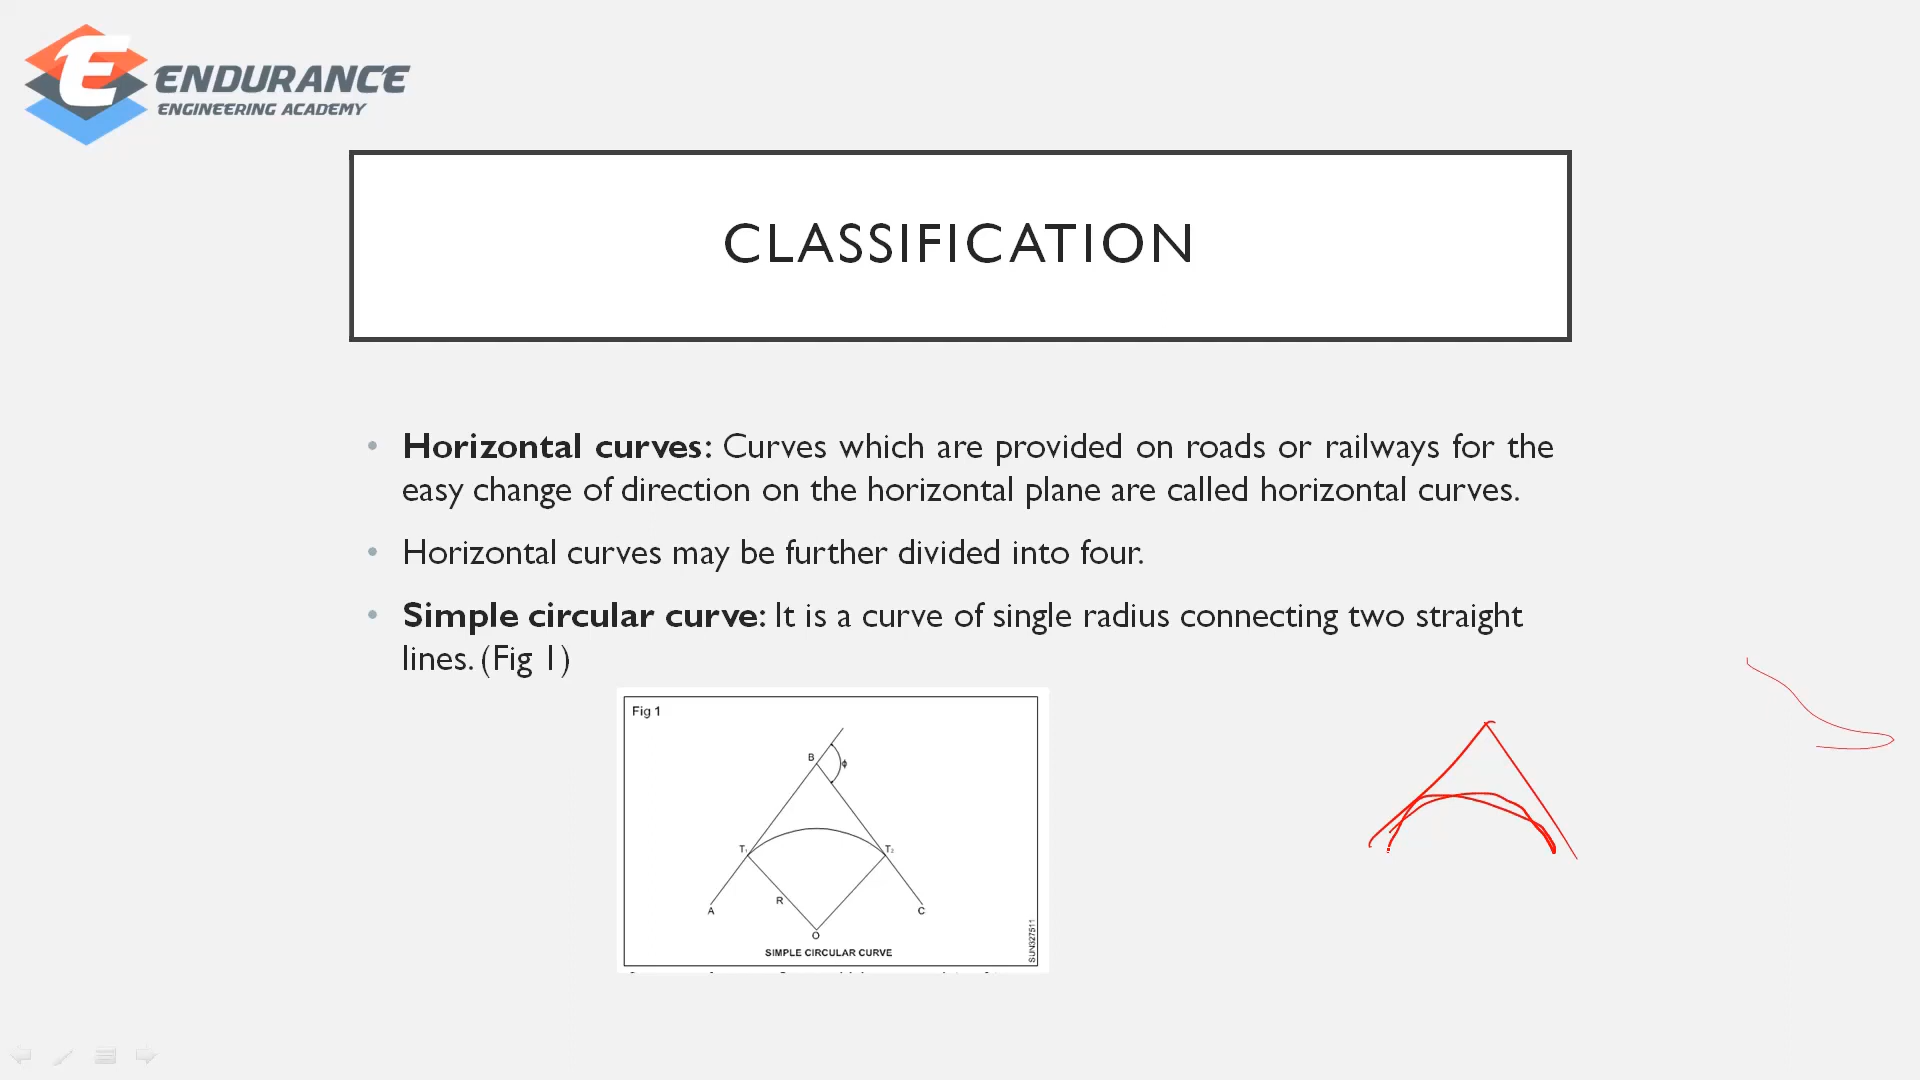 E ENDURANCE
ENGINEERING ACADEMY
CLASSIFICATION
• Horizontal curves: Curves which are provided on roads or railways for the
easy change of direction on the horizontal plane are called horizontal curves.
• Horizontal curves may be further divided into four.
• Simple circular curve: It is a curve of single radius connecting two straight
lines. (Fig 1)
Fig 1
B
ϕ
T₁
T₂
R
A
C
O
SIMPLE CIRCULAR CURVE
SUN327511